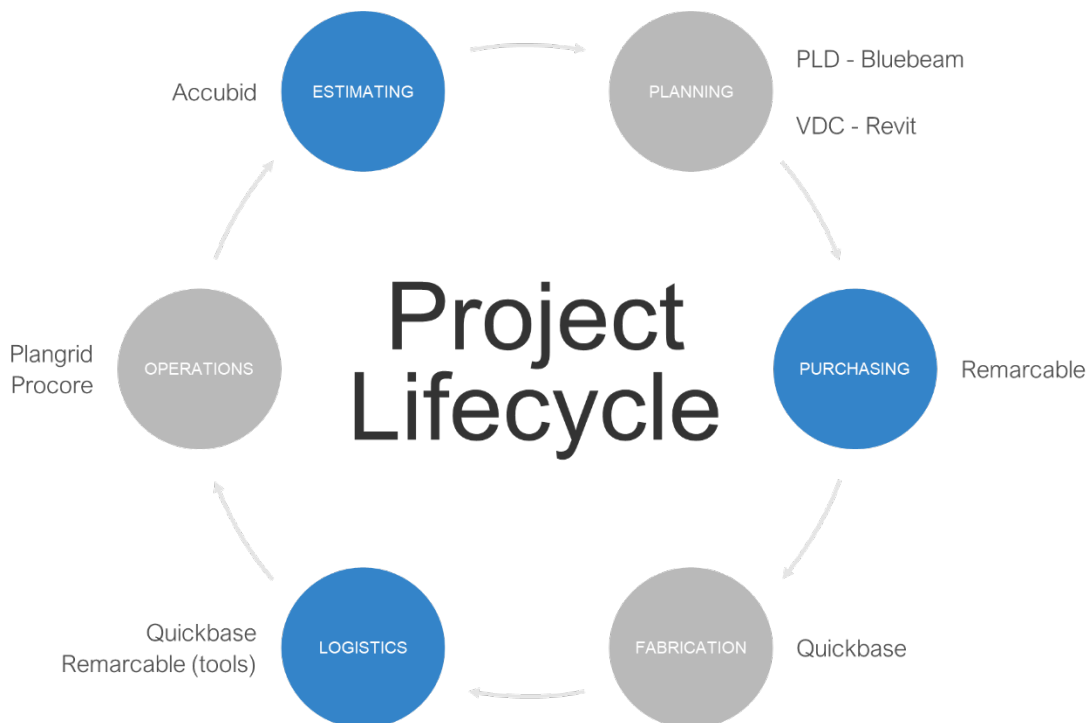 Accubid
ESTIMATING
PLANNING
PLD - Bluebeam
VDC - Revit
Project
Lifecycle
Plangrid
Procore
OPERATIONS
PURCHASING
Remarcable
Quickbase
Remarcable (tools)
LOGISTICS
FABRICATION
Quickbase